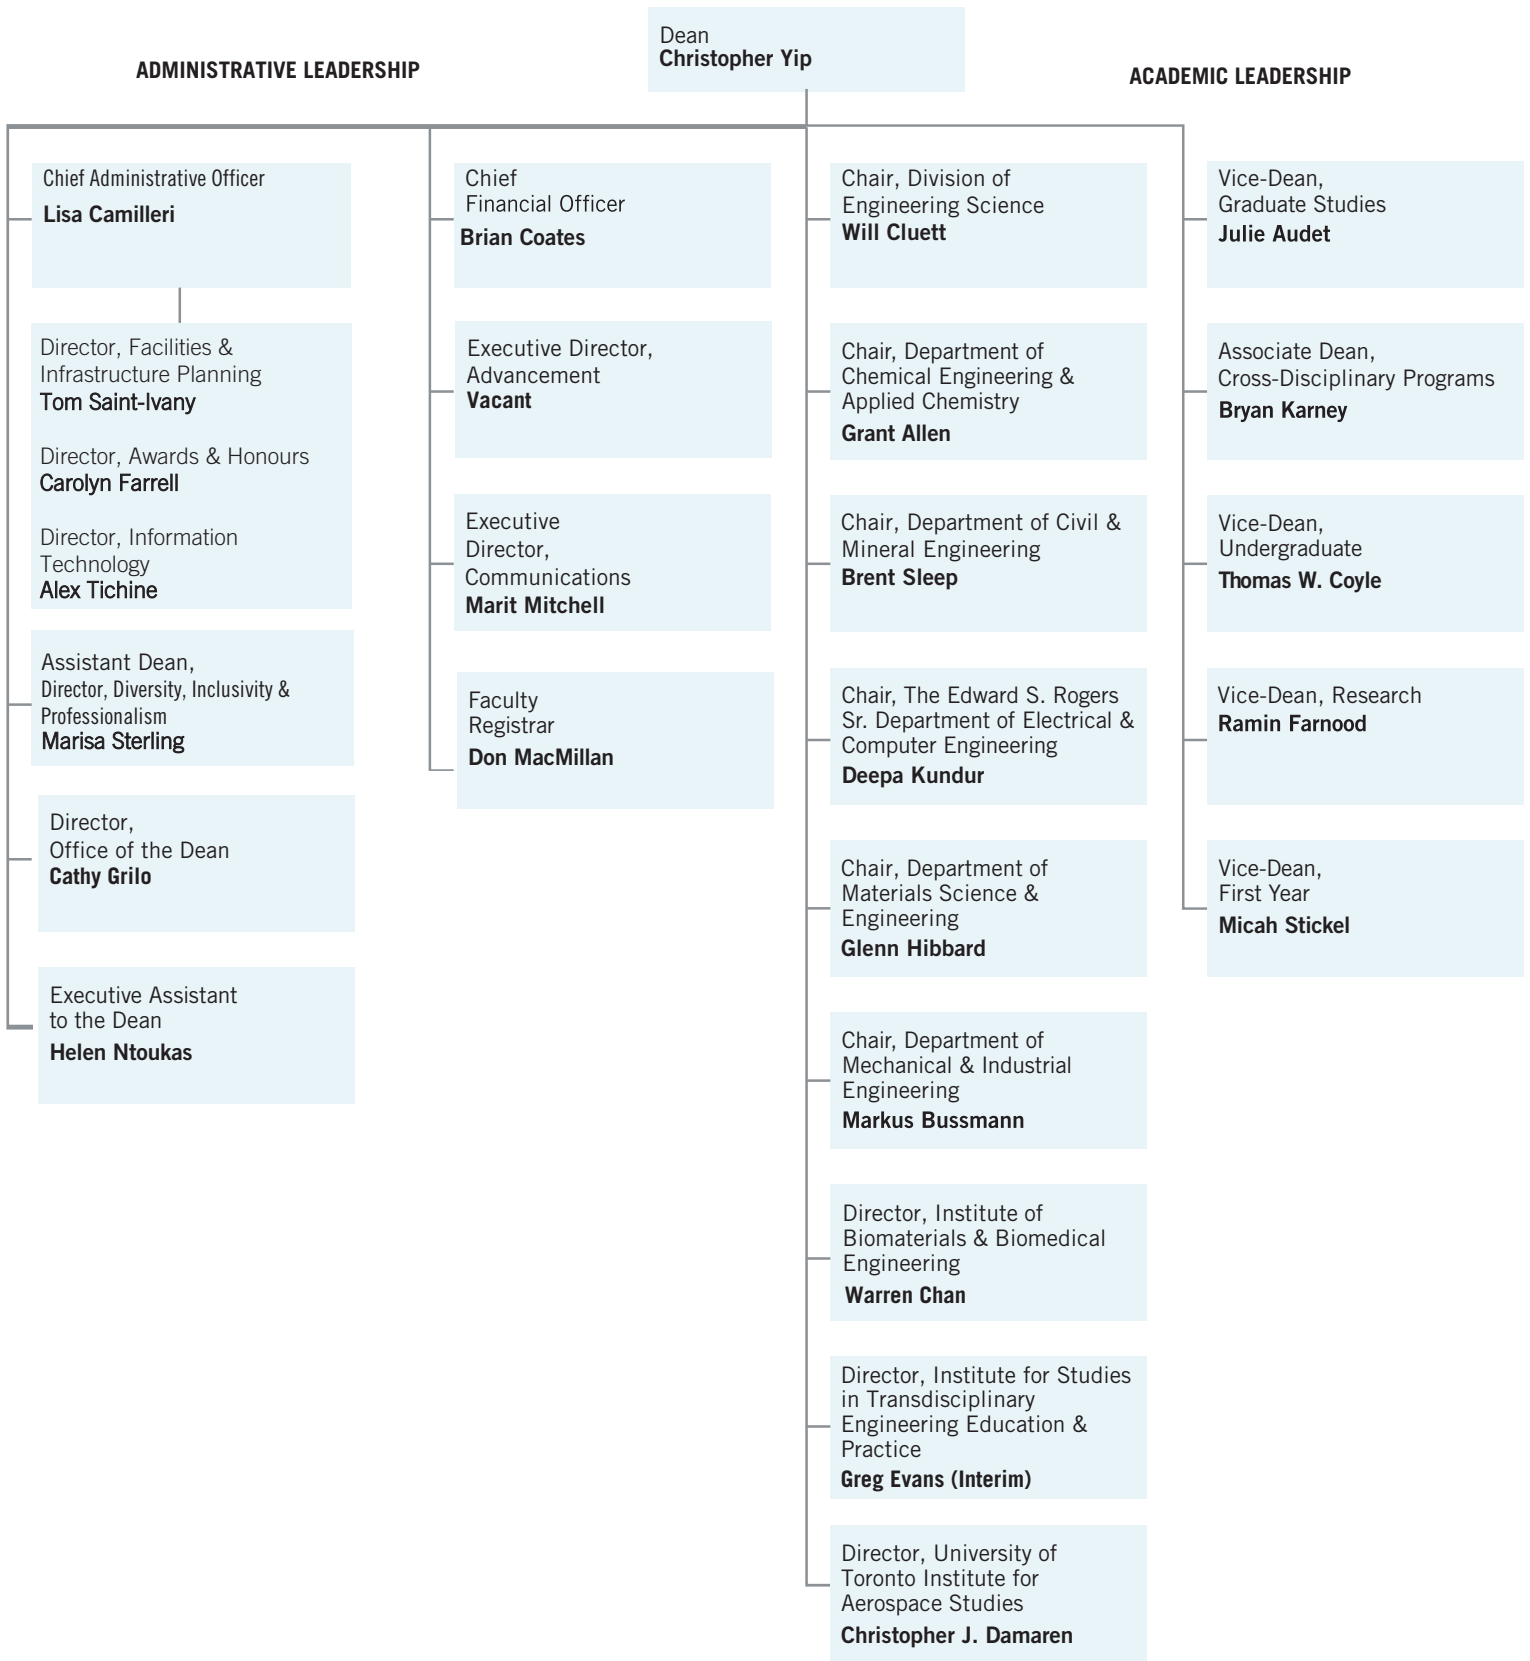 Dean
Christopher Yip
ADMINISTRATIVE LEADERSHIP
ACADEMIC LEADERSHIP
Chief Administrative Officer
Lisa Camilleri
Director, Facilities &
Infrastructure Planning
Tom Saint-Ivany
Director, Awards & Honours
Carolyn Farrell
Director, Information
Technology
Alex Tichine
Assistant Dean,
Director, Diversity, Inclusivity &
Professionalism
Marisa Sterling
Director,
Office of the Dean
Cathy Grilo
Executive Assistant
to the Dean
Helen Ntoukas
Chief
Financial Officer
Brian Coates
Executive Director,
Advancement
Vacant
Executive
Director,
Communications
Marit Mitchell
Faculty
Registrar
Don MacMillan
Chair, Division of
Engineering Science
Will Cluett
Chair, Department of
Chemical Engineering &
Applied Chemistry
Grant Allen
Chair, Department of Civil &
Mineral Engineering
Brent Sleep
Chair, The Edward S. Rogers
Sr. Department of Electrical &
Computer Engineering
Deepa Kundur
Chair, Department of
Materials Science &
Engineering
Glenn Hibbard
Chair, Department of
Mechanical & Industrial
Engineering
Markus Bussmann
Director, Institute of
Biomaterials & Biomedical
Engineering
Warren Chan
Director, Institute for Studies
in Transdisciplinary
Engineering Education &
Practice
Greg Evans (Interim)
Director, University of
Toronto Institute for
Aerospace Studies
Christopher J. Damaren
Vice-Dean,
Graduate Studies
Julie Audet
Associate Dean,
Cross-Disciplinary Programs
Bryan Karney
Vice-Dean,
Undergraduate
Thomas W. Coyle
Vice-Dean, Research
Ramin Farnood
Vice-Dean,
First Year
Micah Stickel